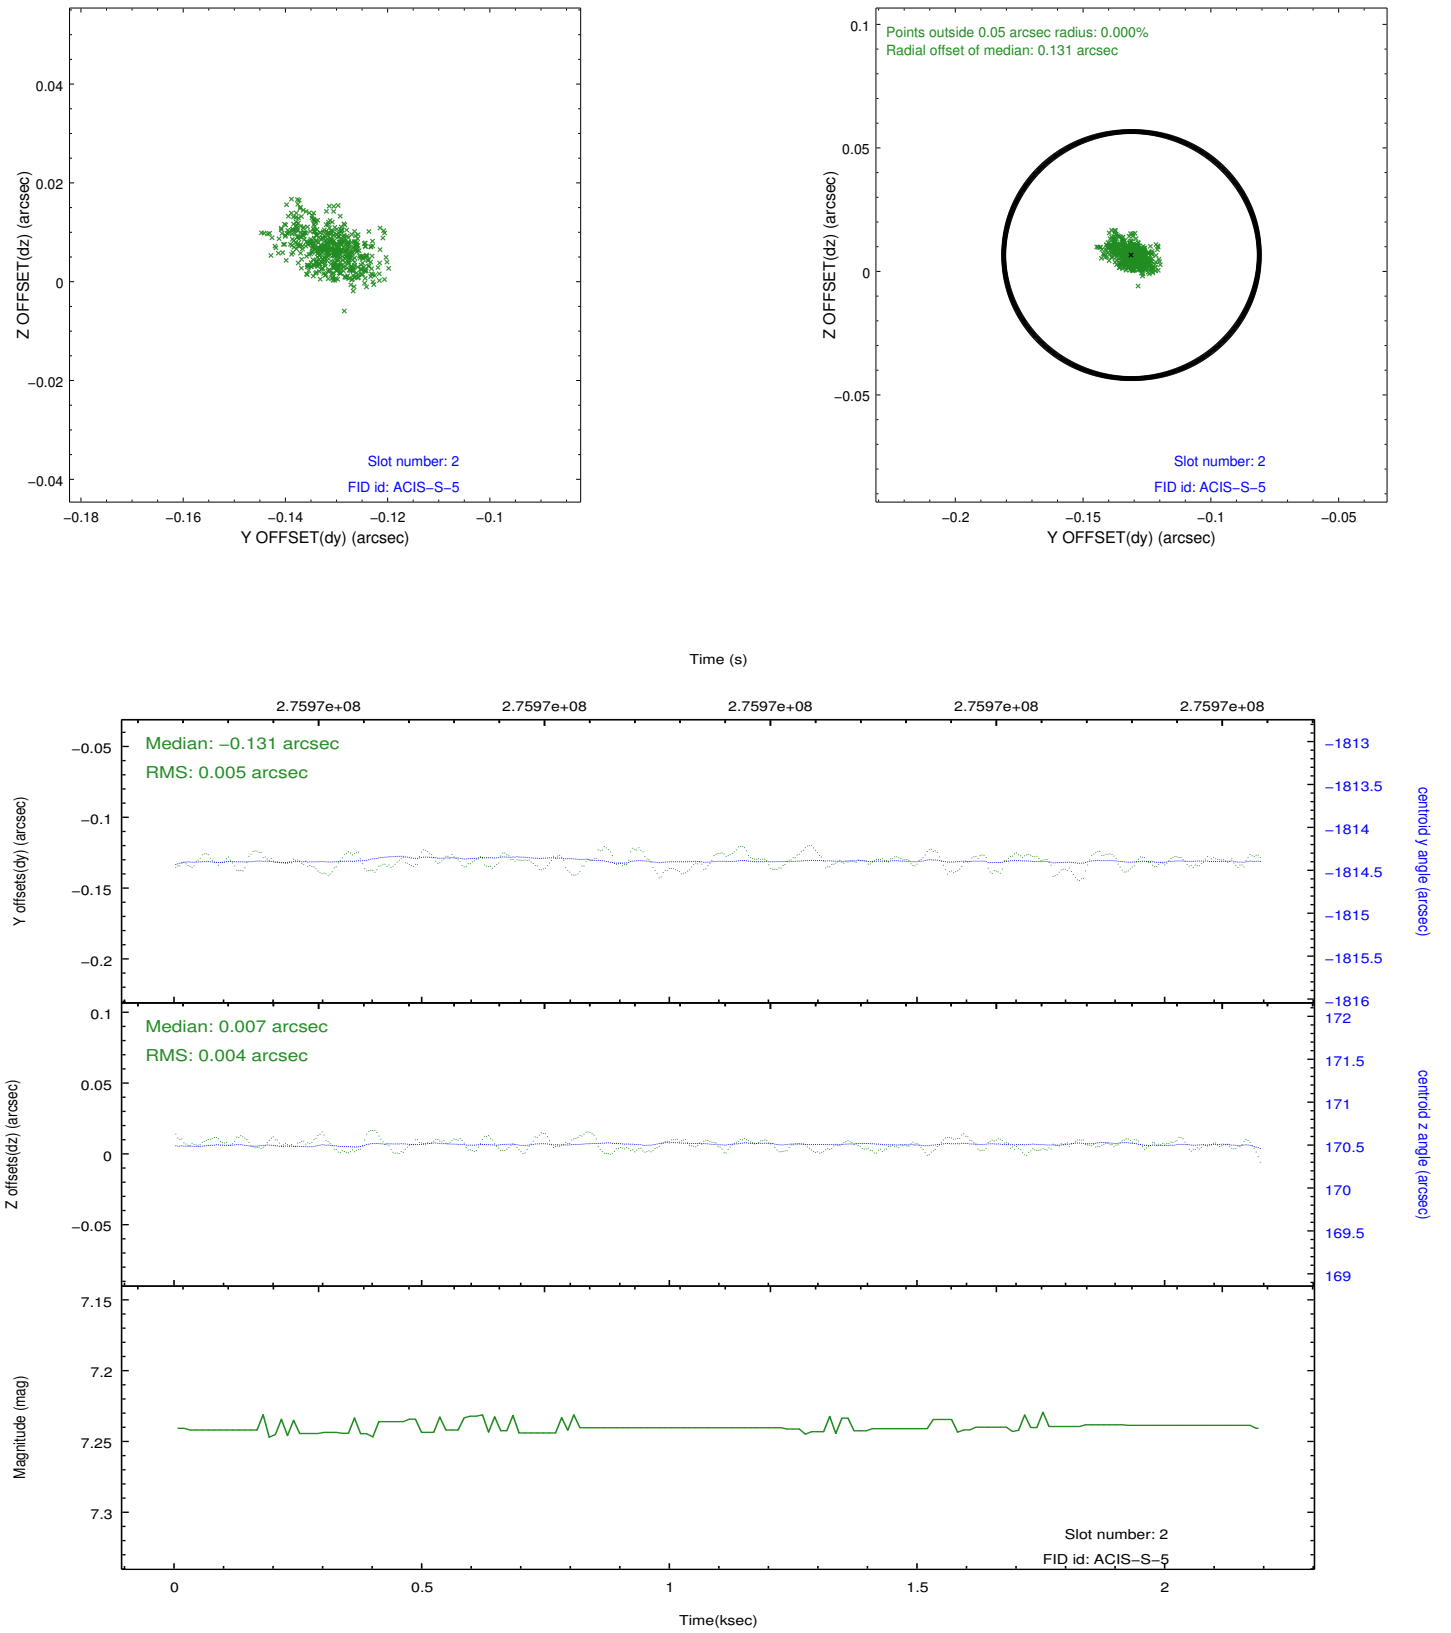 0.04
0.02
0
−0.02
−0.04
Z OFFSET(dz) (arcsec)
Slot number: 2
FID id: ACIS−S−5
−0.18 −0.16 −0.14 −0.12 −0.1
Y OFFSET(dy) (arcsec)
Points outside 0.05 arcsec radius: 0.000%
Radial offset of median: 0.131 arcsec
0.1
0.05
0
−0.05
Z OFFSET(dz) (arcsec)
Slot number: 2
FID id: ACIS−S−5
−0.2 −0.15 −0.1 −0.05
Y OFFSET(dy) (arcsec)
Time (s)
2.7597e+08 2.7597e+08 2.7597e+08 2.7597e+08 2.7597e+08
Median: −0.131 arcsec
RMS: 0.005 arcsec
−0.05
−0.1
−0.15
−0.2
Y offsets(dy) (arcsec)
−1813
−1813.5
−1814
−1814.5
−1815
−1815.5
−1816
centroid y angle (arcsec)
Median: 0.007 arcsec
RMS: 0.004 arcsec
0.1
0.05
0
−0.05
Z offsets(dz) (arcsec)
172
171.5
171
170.5
170
169.5
169
centroid z angle (arcsec)
7.15
7.2
7.25
7.3
Magnitude (mag)
Slot number: 2
FID id: ACIS−S−5
0 0.5 1 1.5 2
Time(ksec)